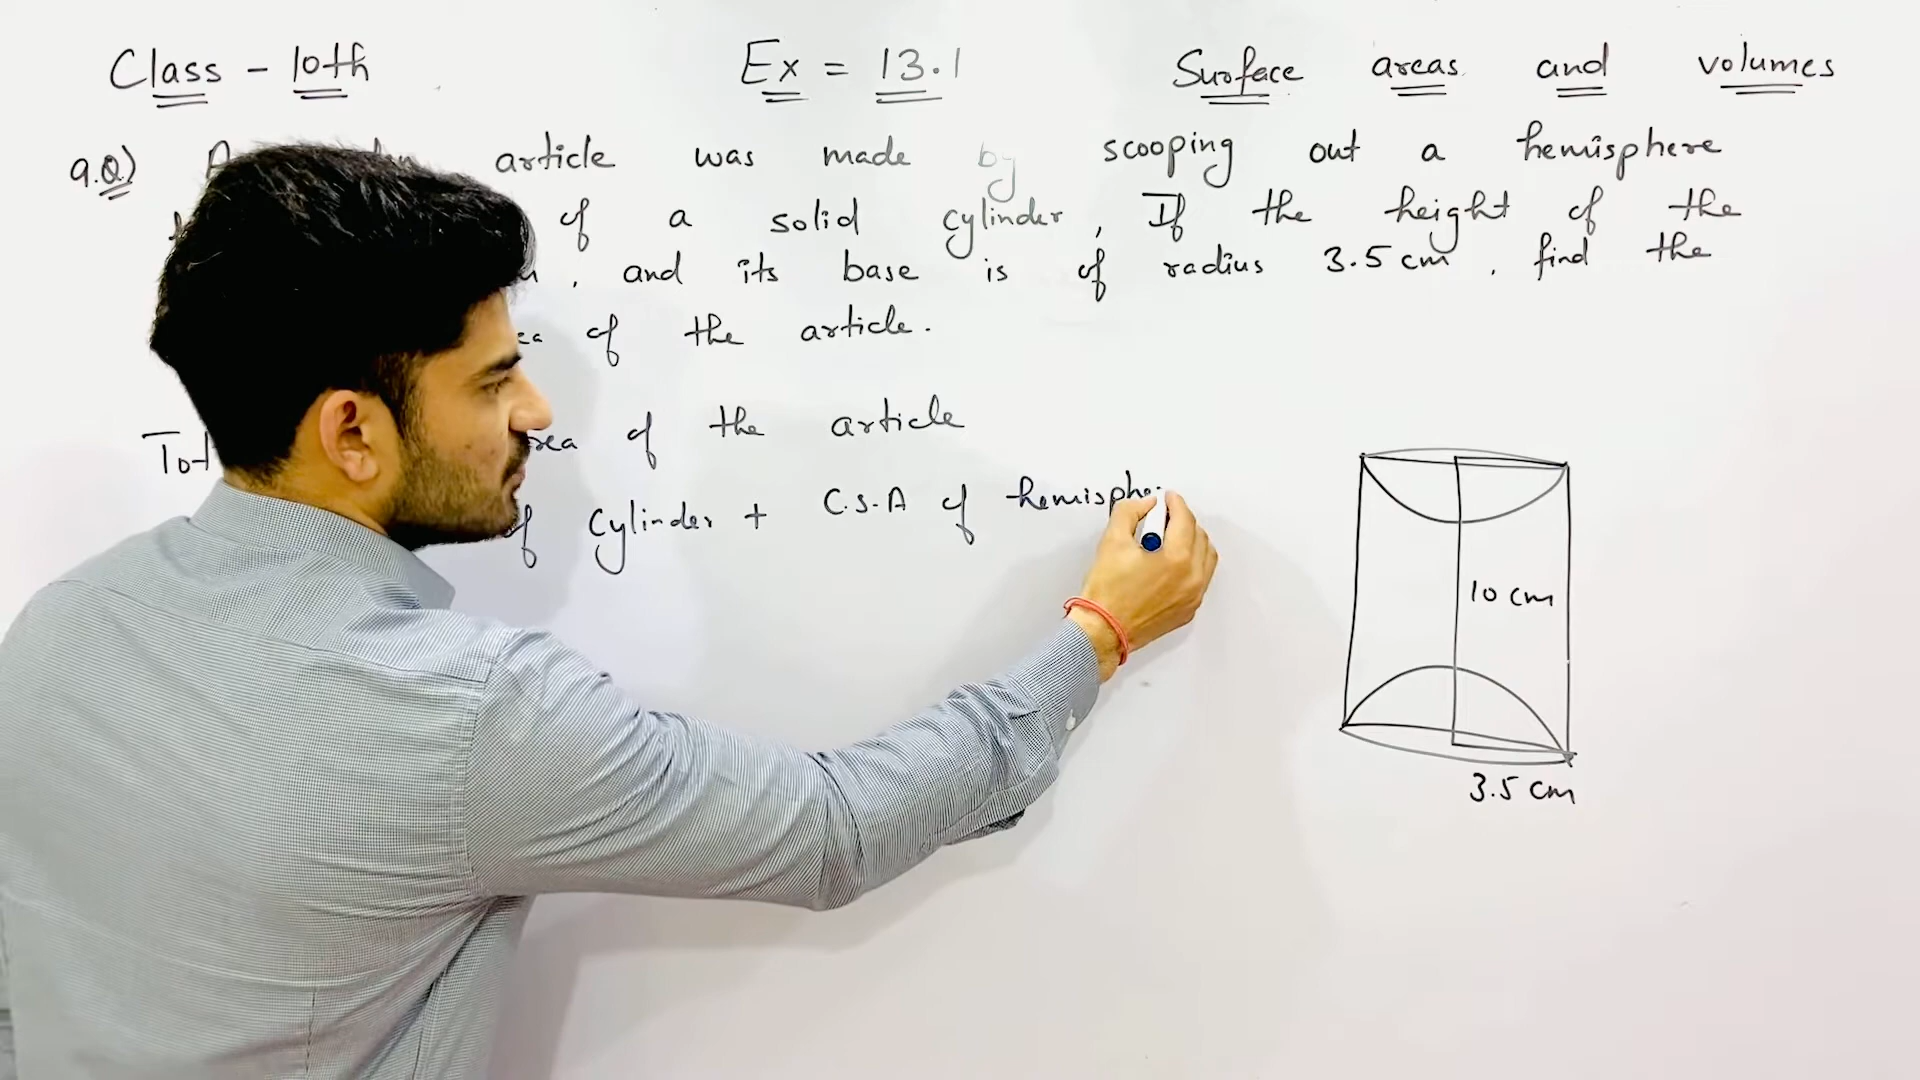 Class - 10th Ex = 13.1 Surface areas and volumes
9.Q) article was made by scooping out a hemisphere
of a solid cylinder, If the height of the
, and its base is of radius 3.5 cm, find the
of the article.
of the article
of Cylinder + C.S.A of hemisphe
10 cm
3.5 cm